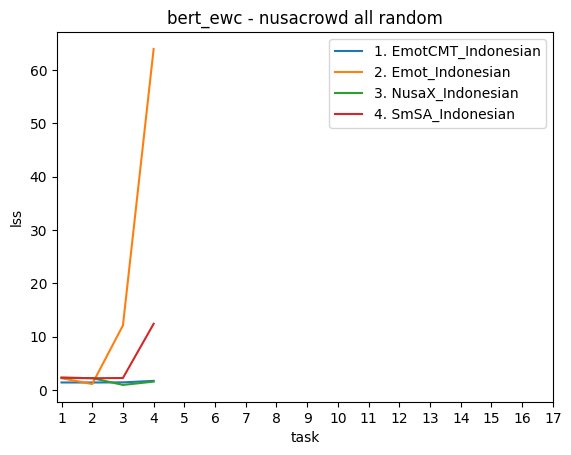 bert_ewc - nusacrowd all random
1. EmotCMT_Indonesian
2. Emot_Indonesian
3. NusaX_Indonesian
4. SmSA_Indonesian
lss
60
50
40
30
20
10
0
1 2 3 4 5 6 7 8 9 10 11 12 13 14 15 16 17
task